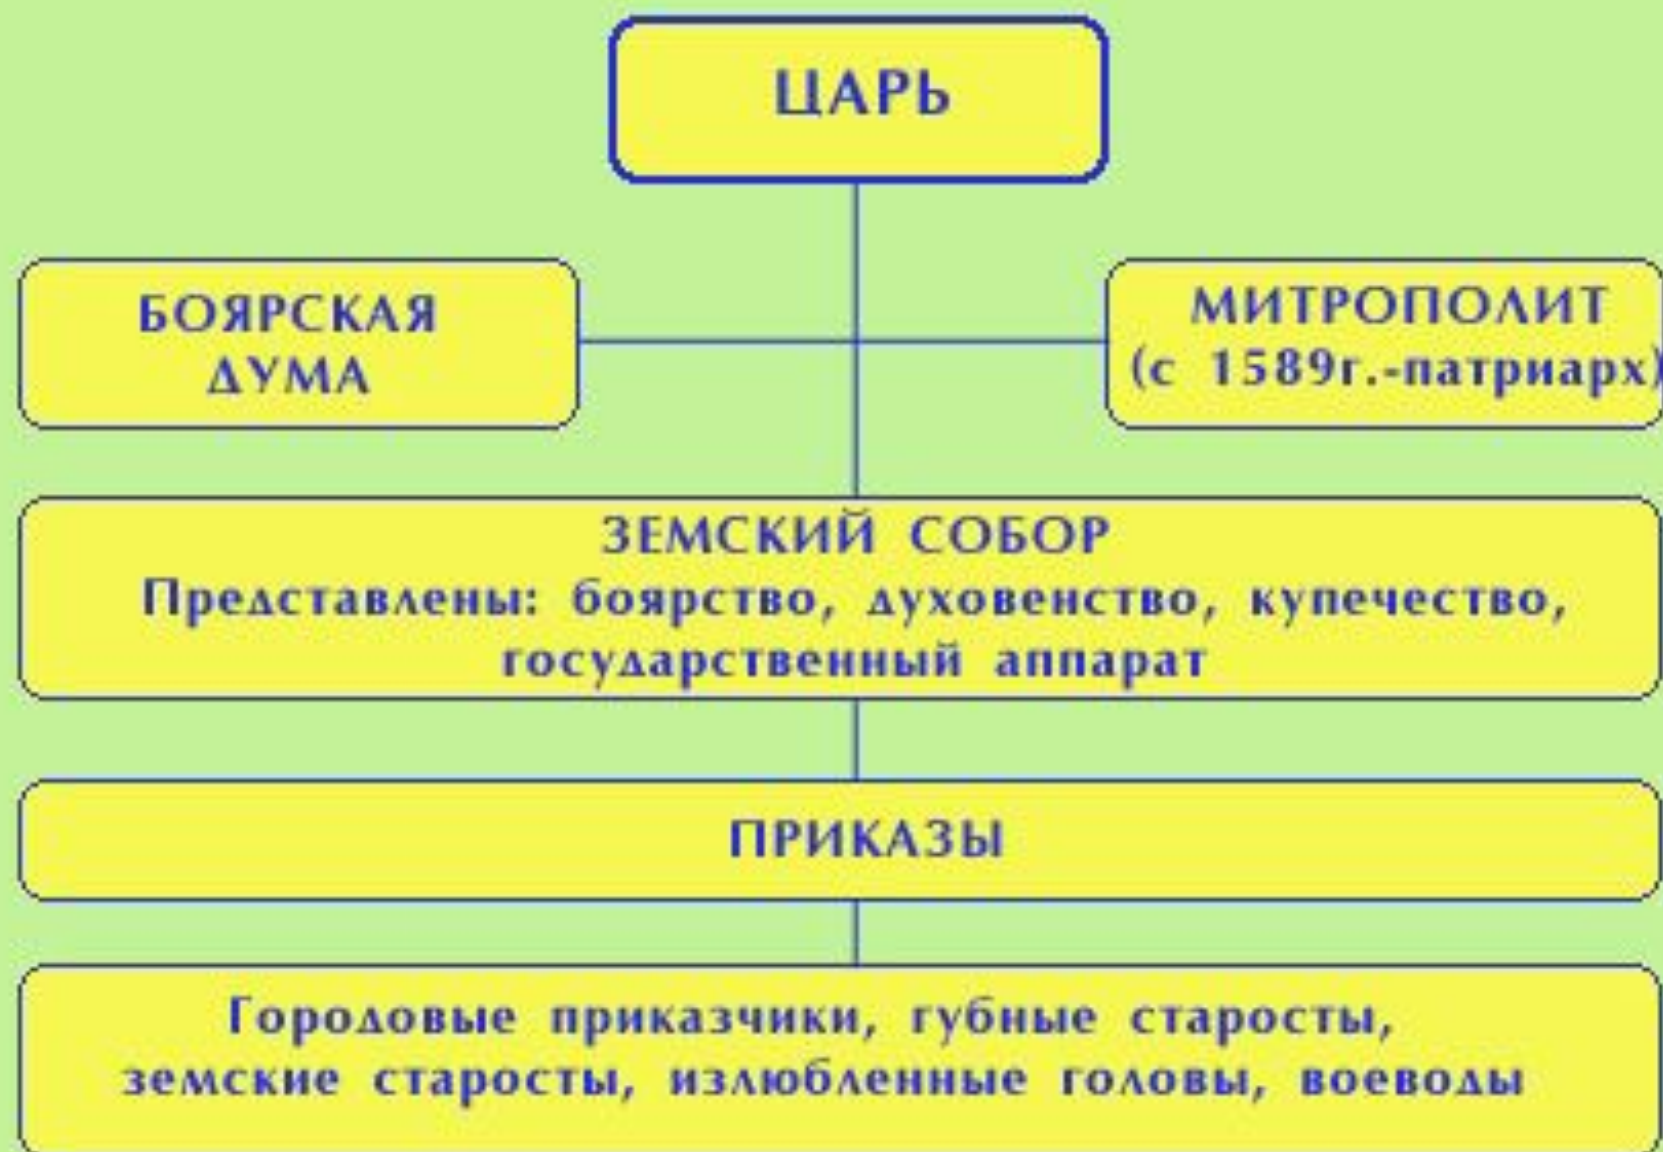 ЦАРЬ
БОЯРСКАЯ
ДУМА
МИТРОПОЛИТ
(с 1589г.-патриарх)
ЗЕМСКИЙ СОБОР
Представлены: боярство, духовенство, купечество,
государственный аппарат
ПРИКАЗЫ
Городовые приказчики, губные старосты,
земские старосты, излюбленные головы, воеводы